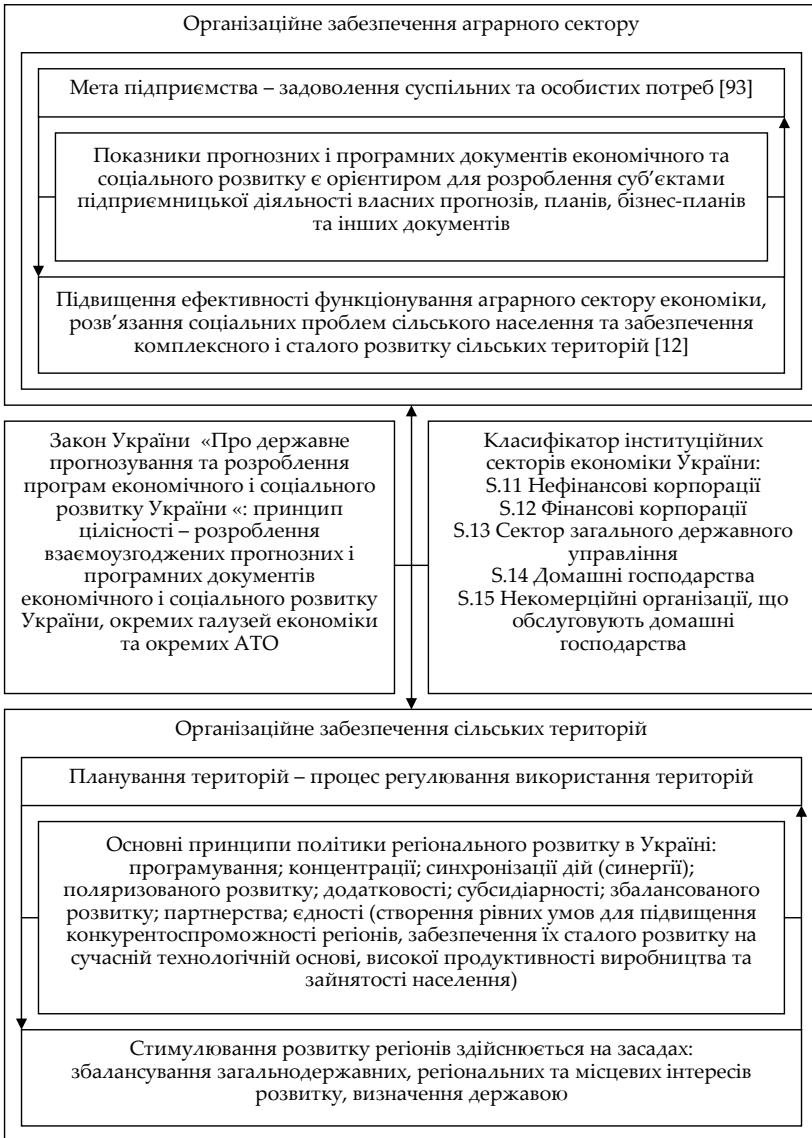 Організаційне забезпечення аграрного сектору
Мета підприємства – задоволення суспільних та особистих потреб [93]
Показники прогнозних і програмних документів економічного та
соціального розвитку є орієнтиром для розроблення суб’єктами
підприємницької діяльності власних прогнозів, планів, бізнес-планів
та інших документів
Підвищення ефективності функціонування аграрного сектору економіки,
розв’язання соціальних проблем сільського населення та забезпечення
комплексного і сталого розвитку сільських територій [12]
Закон України «Про державне
прогнозування та розроблення
програм економічного і соціального
розвитку України «: принцип
цілісності – розроблення
взаємоузгоджених прогнозних і
програмних документів
економічного і соціального розвитку
України, окремих галузей економіки
та окремих АТО
Класифікатор інституційних
секторів економіки України:
S.11 Нефінансові корпорації
S.12 Фінансові корпорації
S.13 Сектор загального державного
управління
S.14 Домашні господарства
S.15 Некомерційні організації, що
обслуговують домашні
господарства
Організаційне забезпечення сільських територій
Планування територій – процес регулювання використання територій
Основні принципи політики регіонального розвитку в Україні:
програмування; концентрації; синхронізації дій (синергії);
поляризованого розвитку; додатковості; субсидіарності; збалансованого
розвитку; партнерства; єдності (створення рівних умов для підвищення
конкурентоспроможності регіонів, забезпечення їх сталого розвитку на
сучасній технологічній основі, високої продуктивності виробництва та
зайнятості населення)
Стимулювання розвитку регіонів здійснюється на засадах:
збалансування загальнодержавних, регіональних та місцевих інтересів
розвитку, визначення державою